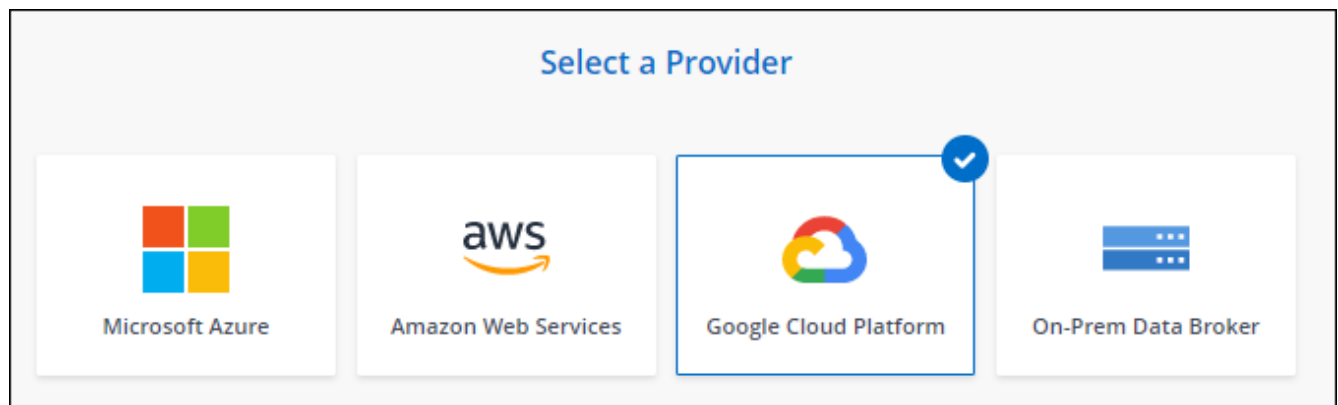 Select a Provider
aws
Microsoft Azure
Amazon Web Services
Google Cloud Platform
On-Prem Data Broker